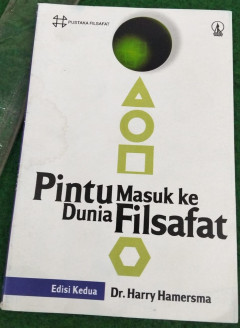 PUSTAKA FILSAFAT
Pintu Masuk ke
Dunia Filsafat
Edisi Kedua
Dr. Harry Hamersma